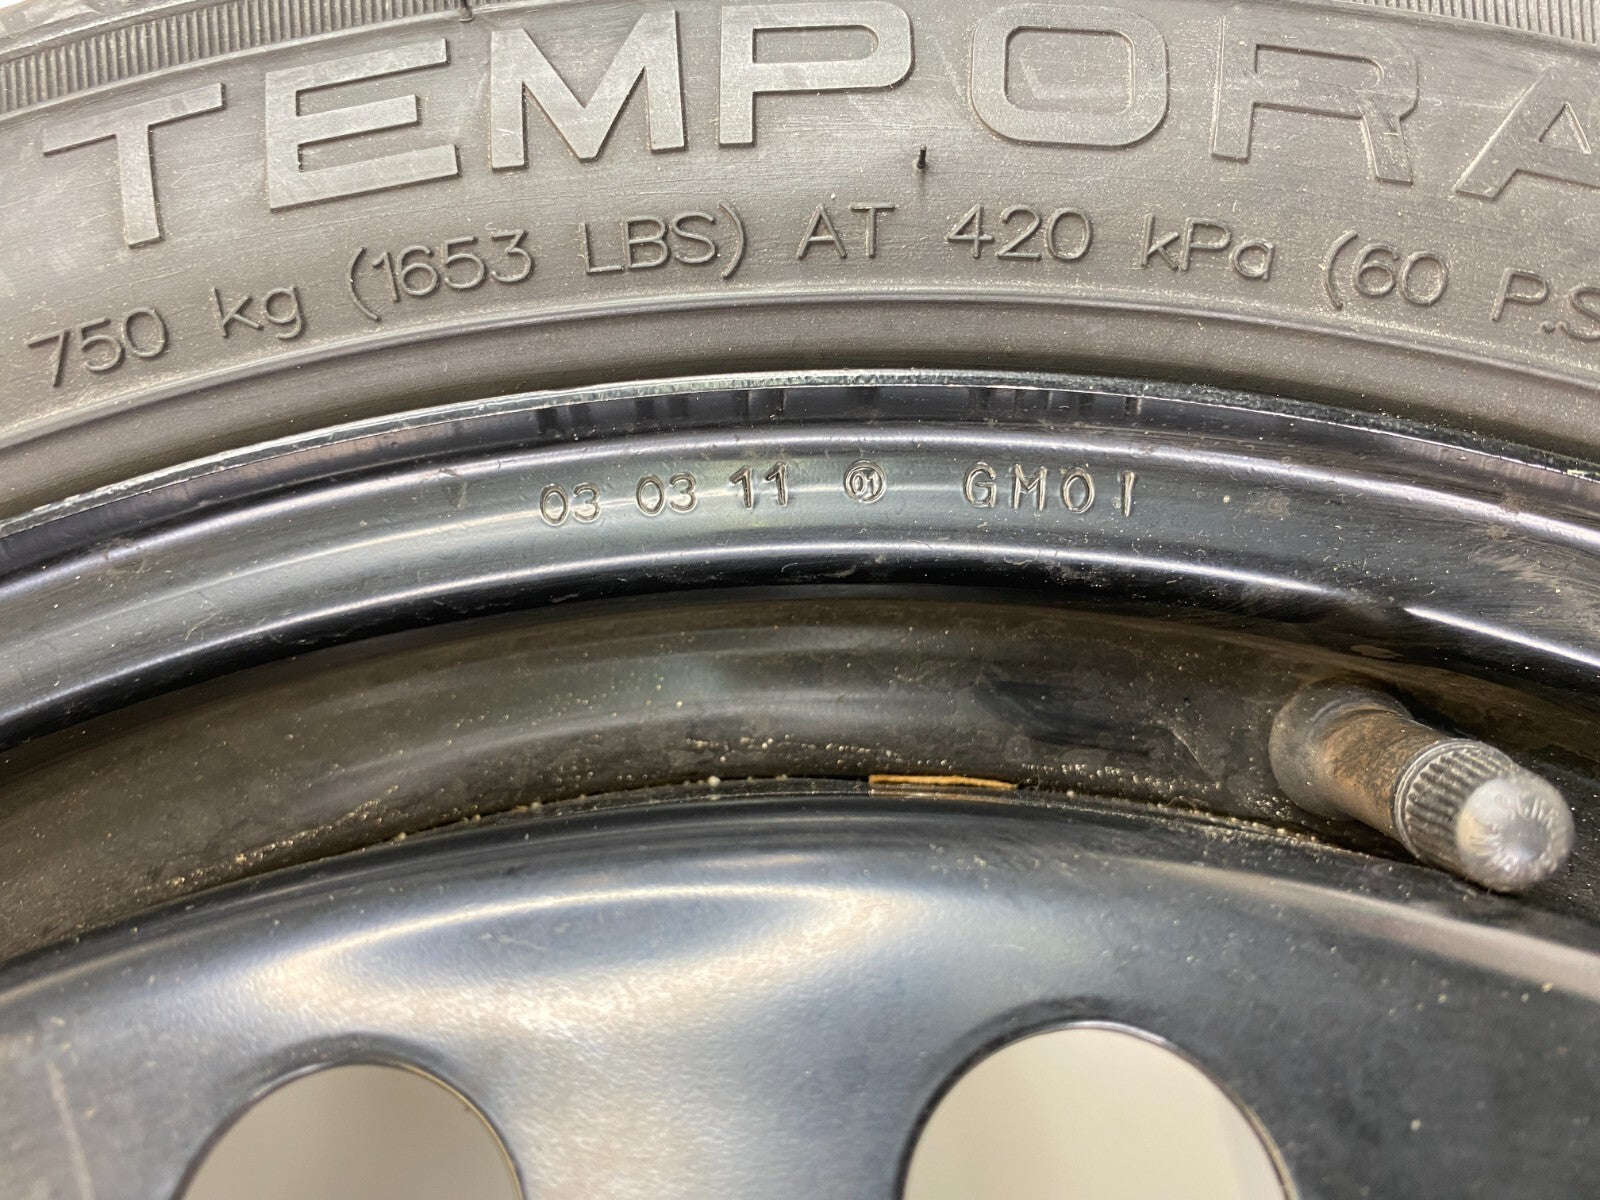 TEMPORA
750 kg (1653 LBS) AT 420 kPa (60 P.S
03 03 11 01 GM01